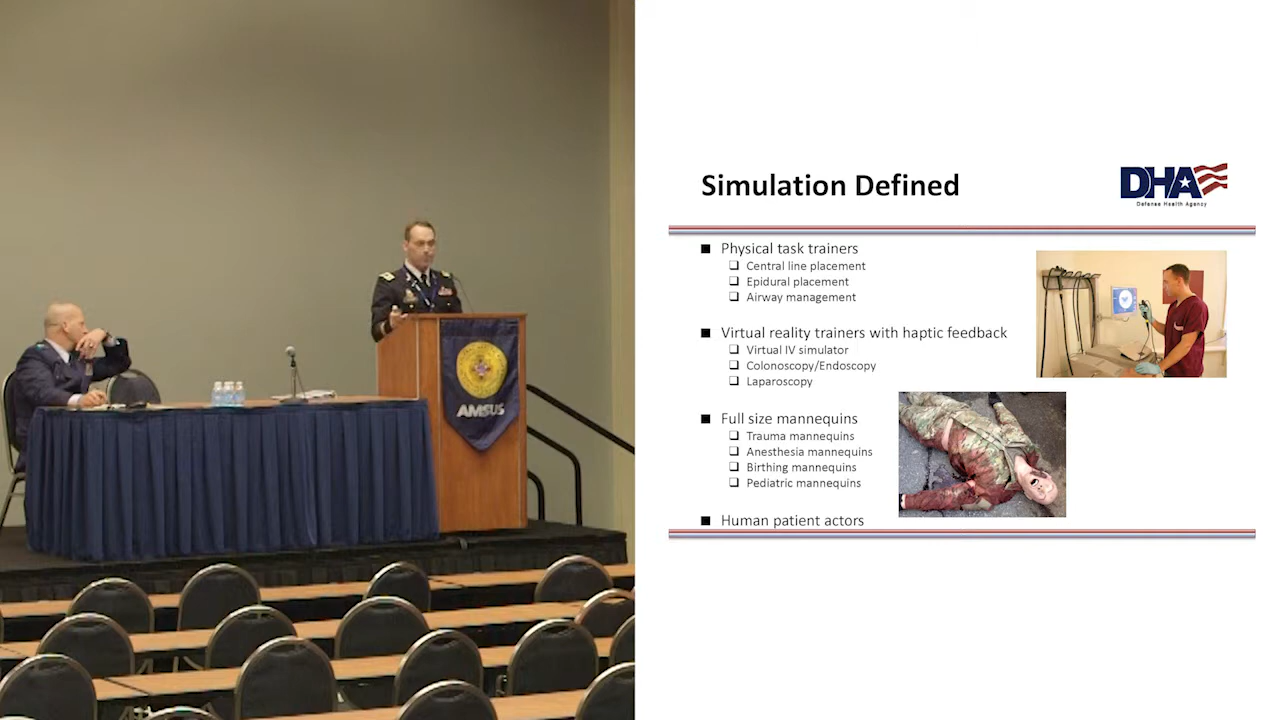 AMSUS
Simulation Defined
DHA
Defense Health Agency
Physical task trainers
Central line placement
Epidural placement
Airway management
Virtual reality trainers with haptic feedback
Virtual IV simulator
Colonoscopy/Endoscopy
Laparoscopy
Full size mannequins
Trauma mannequins
Anesthesia mannequins
Birthing mannequins
Pediatric mannequins
Human patient actors